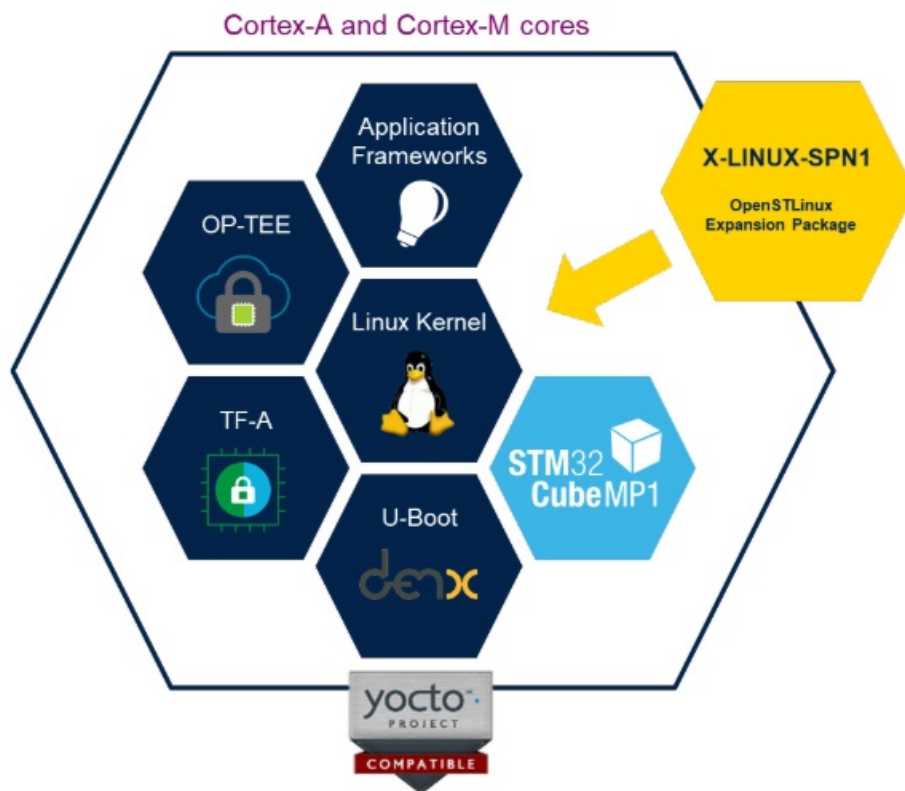 Cortex-A and Cortex-M cores
Application
Frameworks
X-LINUX-SPN1
OpenSTLinux
Expansion Package
OP-TEE
Linux Kernel
TF-A
STM32
CubeMP1
U-Boot
denx
yocto™
PROJECT
COMPATIBLE